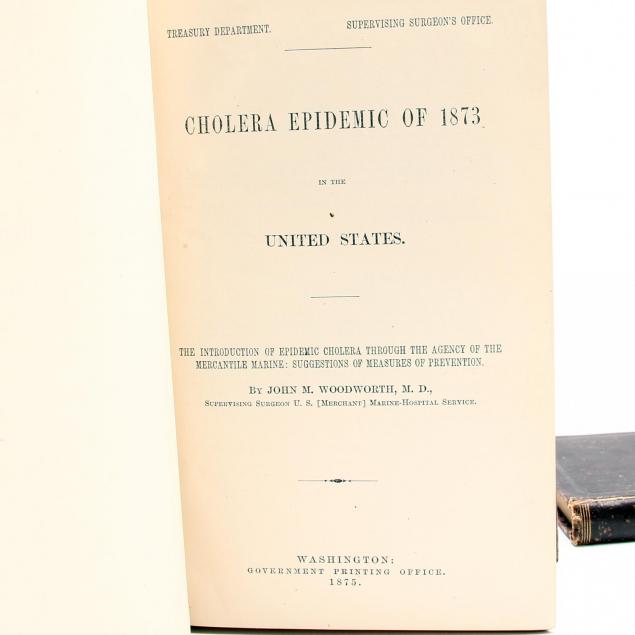 TREASURY DEPARTMENT. SUPERVISING SURGEON'S OFFICE.
CHOLERA EPIDEMIC OF 1873
IN THE
UNITED STATES.
THE INTRODUCTION OF EPIDEMIC CHOLERA THROUGH THE AGENCY OF THE
MERCANTILE MARINE: SUGGESTIONS OF MEASURES OF PREVENTION.
BY JOHN M. WOODWORTH, M. D.,
SUPERVISING SURGEON U. S. [MERCHANT] MARINE-HOSPITAL SERVICE.
WASHINGTON:
GOVERNMENT PRINTING OFFICE.
1875.